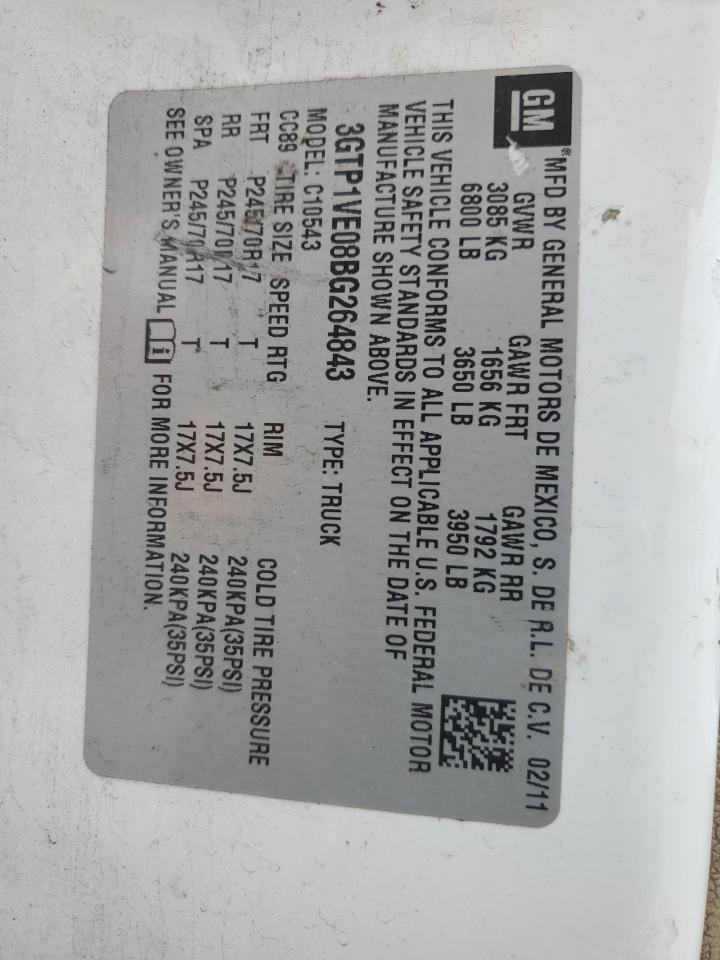 GM
®MFD BY GENERAL MOTORS DE MEXICO, S. DE R.L. DE C.V. 02/11
GVWR GAWR FRT GAWR RR
3085 KG 1656 KG 1792 KG
6800 LB 3650 LB 3950 LB
THIS VEHICLE CONFORMS TO ALL APPLICABLE U.S. FEDERAL MOTOR
VEHICLE SAFETY STANDARDS IN EFFECT ON THE DATE OF
MANUFACTURE SHOWN ABOVE.
3GTP1VE08BG264843 TYPE: TRUCK
MODEL: C10543
CC89 TIRE SIZE SPEED RTG RIM COLD TIRE PRESSURE
FRT P245/70R17 T 17X7.5J 240KPA(35PSI)
RR P245/70R17 T 17X7.5J 240KPA(35PSI)
SPA P245/70R17 T 17X7.5J 240KPA(35PSI)
SEE OWNER'S MANUAL i FOR MORE INFORMATION.